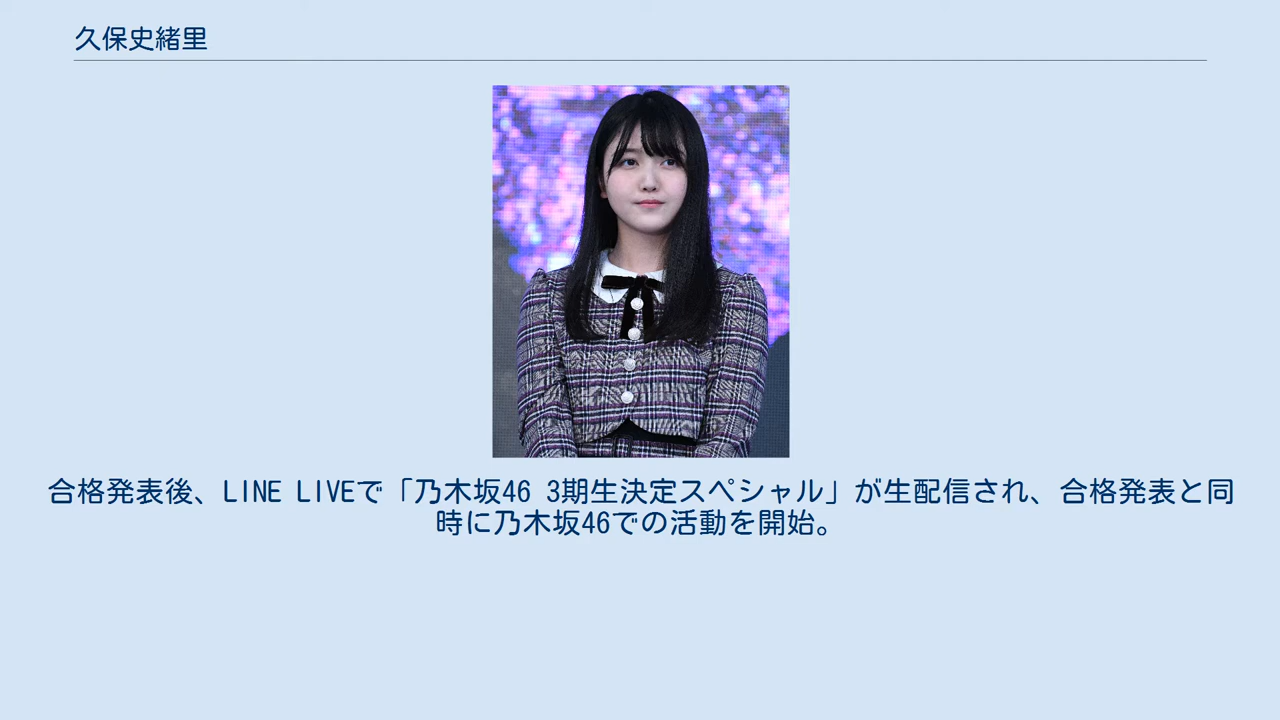 久保史緒里
合格発表後、LINE LIVEで「乃木坂46 3期生決定スペシャル」が生配信され、合格発表と同
時に乃木坂46での活動を開始。